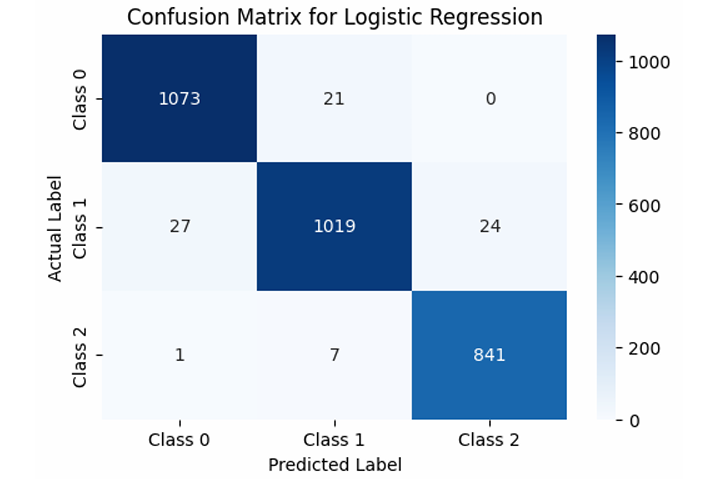 Confusion Matrix for Logistic Regression
Actual Label
Class 0
1073
21
0
Class 1
27
1019
24
Class 2
1
7
841
Class 0
Class 1
Class 2
Predicted Label
1000
800
600
400
200
0